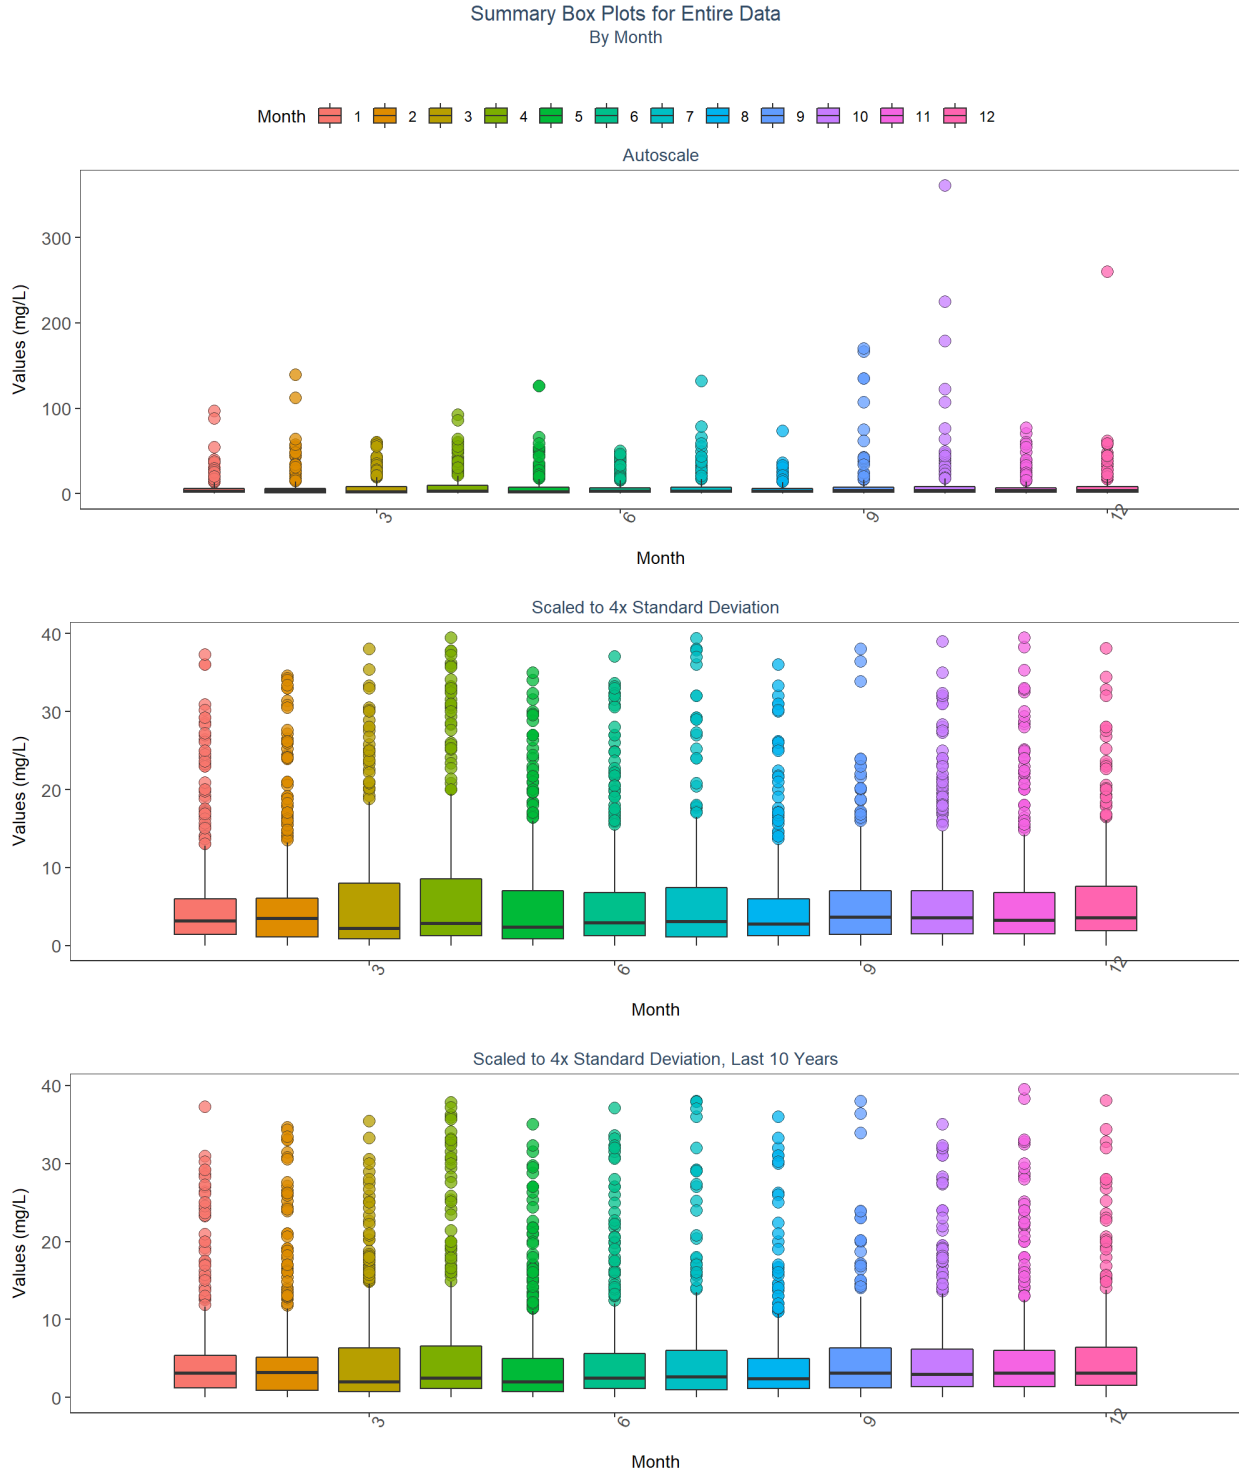 Summary Box Plots for Entire Data
By Month
Month 1 2 3 4 5 6 7 8 9 10 11 12
Autoscale
Values (mg/L)
300
200
100
0
3 6 9 12
Month
Scaled to 4x Standard Deviation
Values (mg/L)
40
30
20
10
0
3 6 9 12
Month
Scaled to 4x Standard Deviation, Last 10 Years
Values (mg/L)
40
30
20
10
0
3 6 9 12
Month